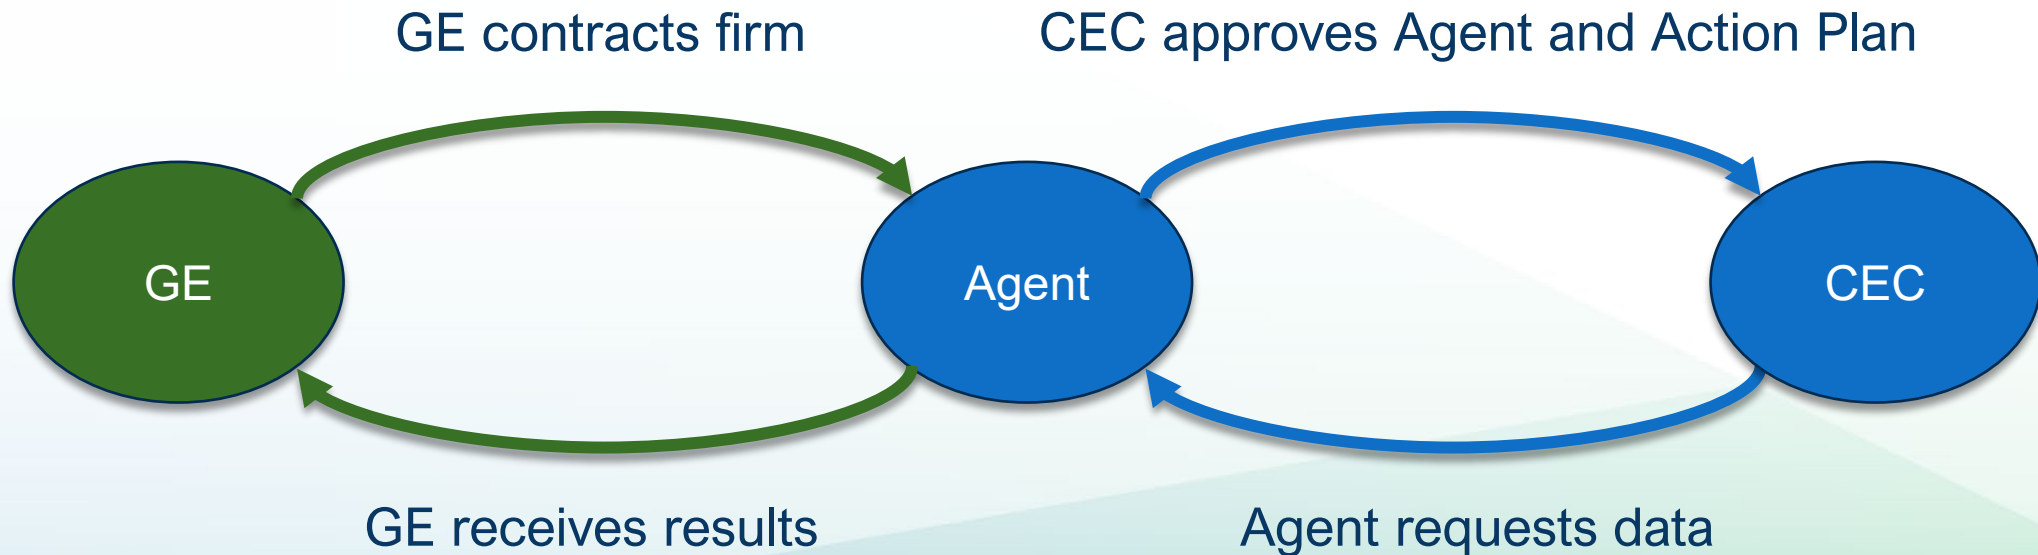 GE contracts firm
CEC approves Agent and Action Plan
GE
Agent
CEC
GE receives results
Agent requests data